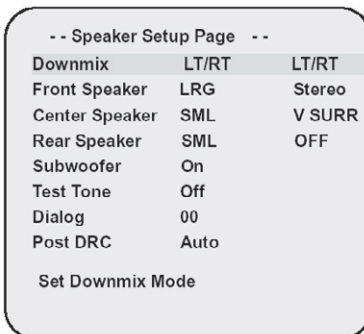 - - Speaker Setup Page - -
Downmix LT/RT LT/RT
Front Speaker LRG Stereo
Center Speaker SML V SURR
Rear Speaker SML OFF
Subwoofer On
Test Tone Off
Dialog 00
Post DRC Auto
Set Downmix Mode